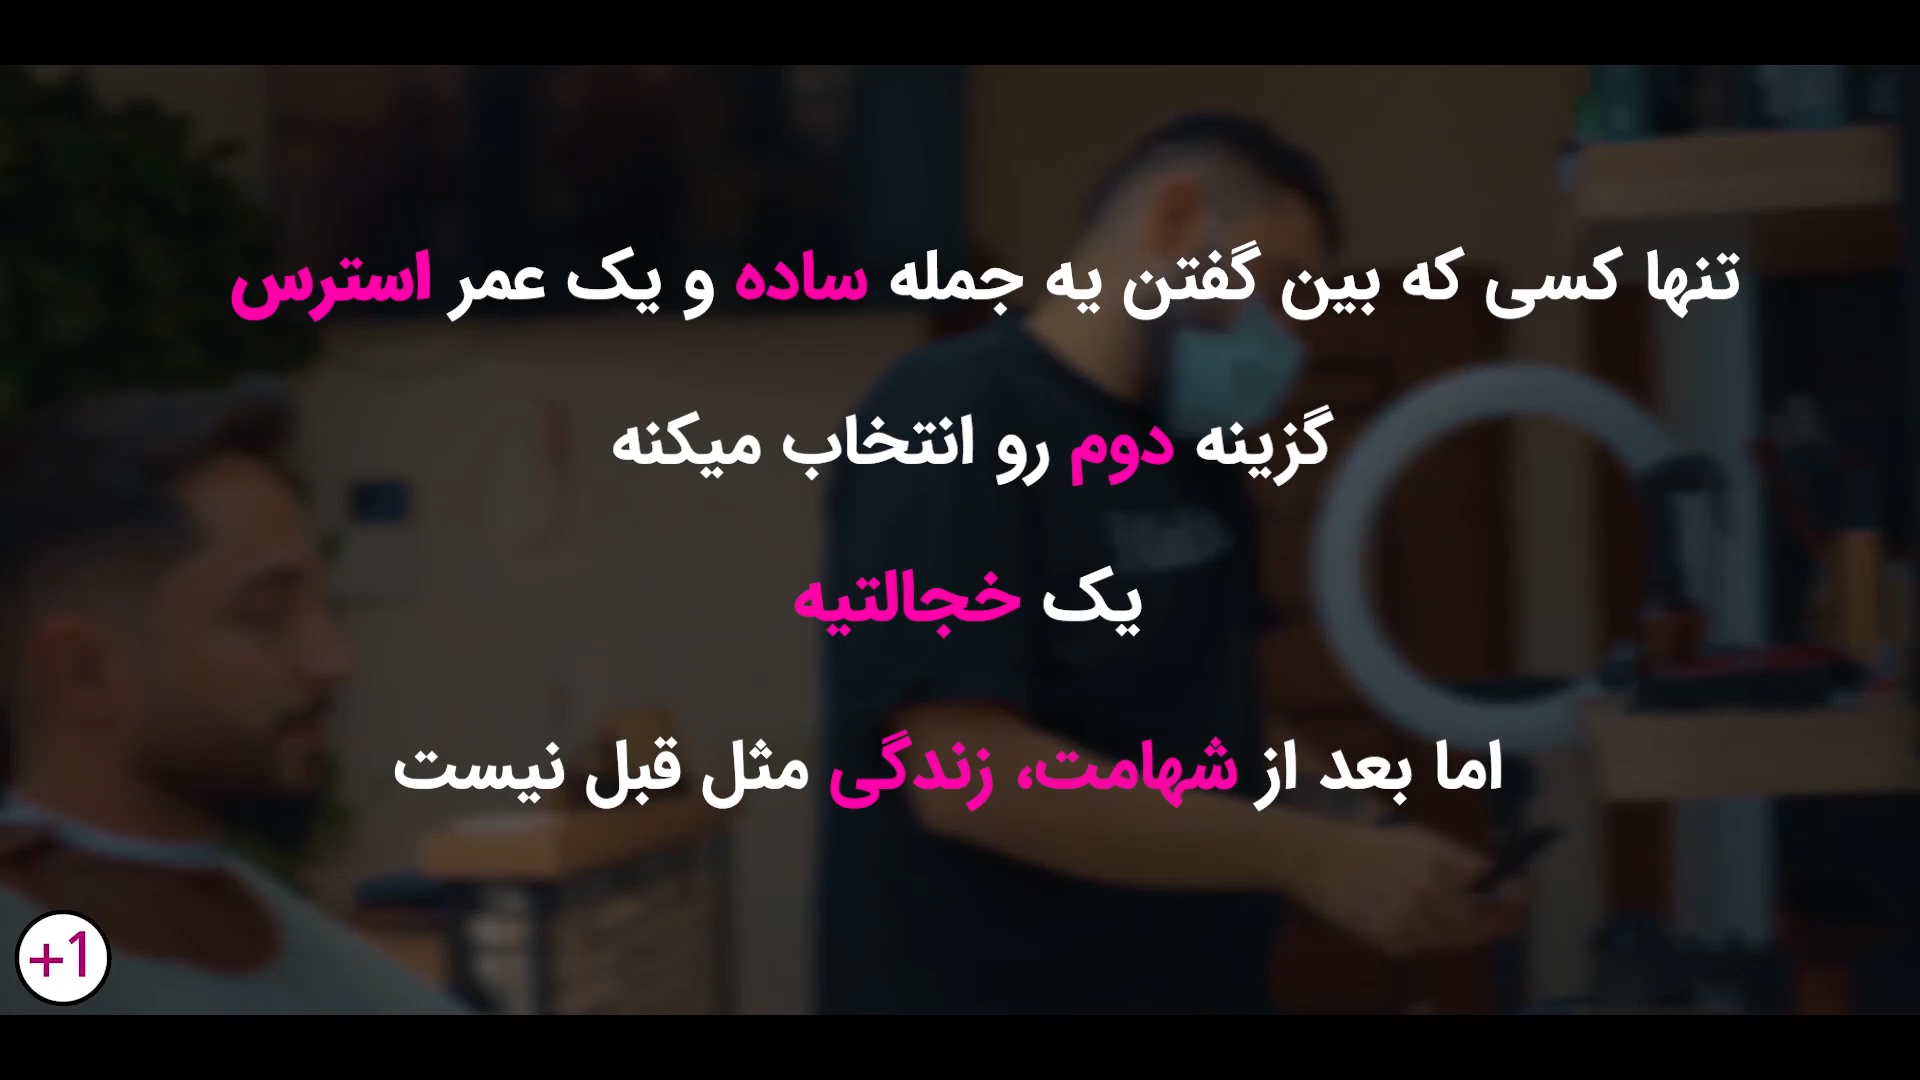 تنها کسی که بین گفتن یه جمله ساده و یک عمر استرس
گزینه دوم رو انتخاب میکنه
یک خجالتیه
اما بعد از شهامت، زندگی مثل قبل نیست
+1